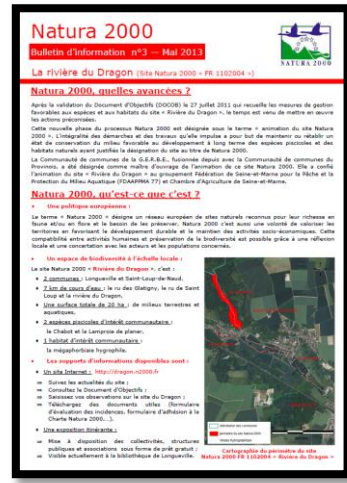 Natura 2000
Bulletin d'information n°3 — Mai 2013
NATURA 2000
La rivière du Dragon (Site Natura 2000 « FR 1102004 »)
Natura 2000, quelles avancées ?
Après la validation du Document d'Objectifs (DOCOB) le 27 juillet 2011 qui recueille les mesures de gestion
favorables aux espèces et aux habitats du site « Rivière du Dragon », le temps est venu de mettre en œuvre
les actions préconisées.
Cette nouvelle phase du processus Natura 2000 est désignée sous le terme « animation du site Natura
2000 ». L'intégralité des démarches et des travaux qu'elle impulse a pour but de maintenir ou rétablir un
état de conservation du milieu favorable au développement à long terme des espèces piscicoles et des
habitats naturels ayant justifiés la désignation du site au titre de Natura 2000.
La Communauté de communes de la G.E.R.B.E., fusionnée depuis avec la Communauté de communes du
Provinois, a été désignée comme maître d'ouvrage de l'animation de ce site Natura 2000. Elle a confié
l'animation du site « Rivière du Dragon » au groupement Fédération de Seine-et-Marne pour la Pêche et la
Protection du Milieu Aquatique (FDAAPPMA 77) et Chambre d'Agriculture de Seine-et-Marne.
Natura 2000, qu'est-ce que c'est ?
• Une politique européenne :
Le terme « Natura 2000 » désigne un réseau européen de sites naturels reconnus pour leur richesse en
faune et/ou en flore et le besoin de les préserver. Natura 2000 c'est aussi une volonté de valoriser les
territoires en favorisant le développement durable et le maintien des activités socio-économiques. Cette
compatibilité entre activités humaines et préservation de la biodiversité est possible grâce à une réflexion
locale et une concertation avec les acteurs et les populations concernés.
• Un espace de biodiversité à l'échelle locale :
Le site Natura 2000 « Rivière du Dragon », c'est :
♦ 2 communes : Longueville et Saint-Loup-de-Naud.
♦ 7 km de cours d'eau : le ru des Glatigny, le ru de Saint
Loup et la rivière du Dragon.
♦ Une surface totale de 20 ha : de milieux terrestres et
aquatiques.
♦ 2 espèces piscicoles d'intérêt communautaire :
le Chabot et la Lamproie de planer.
♦ 1 habitat d'intérêt communautaire :
la mégaphorbiaie hygrophile.
• Les supports d'informations disponibles sont :
♦ Un site Internet : http://dragon.n2000.fr
⇒ Suivez les actualités du site ;
⇒ Consultez le Document d'Objectifs ;
⇒ Saisissez vos observations sur le site du Dragon ;
⇒ Téléchargez des documents utiles (formulaire
d'évaluation des incidences, formulaire d'adhésion à la
Charte Natura 2000...).
♦ Une exposition itinérante :
⇒ Mise à disposition des collectivités, structures
publiques et associations sous forme de prêt gratuit ;
⇒ Visible actuellement à la bibliothèque de Longueville.
Cartographie du périmètre du site
Natura 2000 FR 1102004 « Rivière du Dragon »